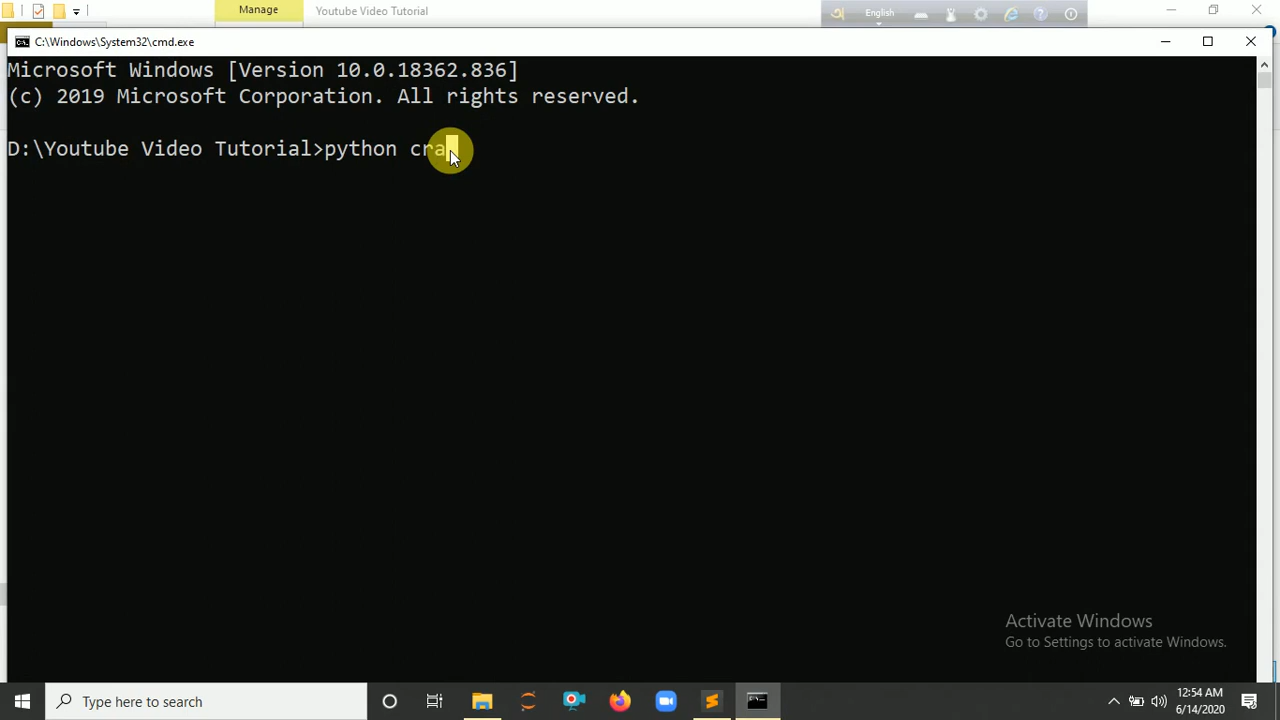 Manage
Youtube Video Tutorial
English
C:\Windows\System32\cmd.exe
Microsoft Windows [Version 10.0.18362.836]
(c) 2019 Microsoft Corporation. All rights reserved.
D:\Youtube Video Tutorial>python cra
Activate Windows
Go to Settings to activate Windows.
Type here to search
12:54 AM
6/14/2020